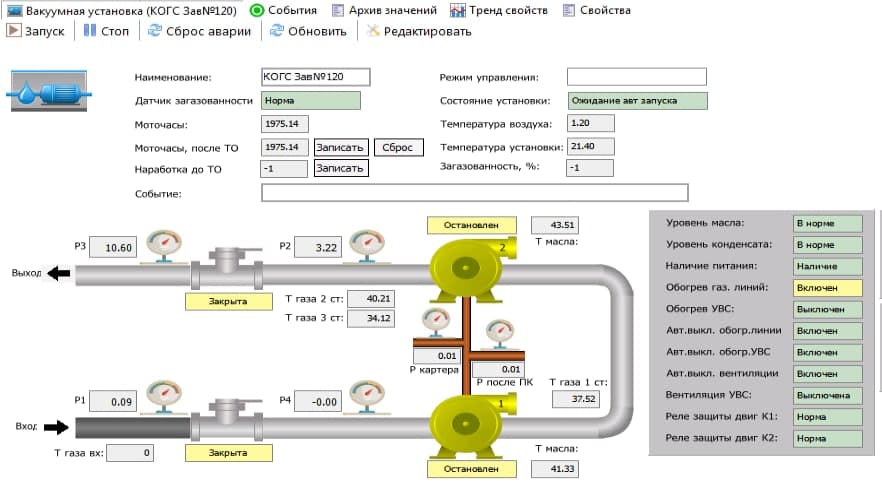 Вакуумная установка (КОГС Зав№120) События Архив значений Тренд свойств Свойства
Запуск Стоп Сброс аварии Обновить Редактировать
Наименование: КОГС Зав№120 Режим управления:
Датчик загазованности Норма Состояние установки: Ожидание авт запуска
Моточасы: 1975.14 Температура воздуха: 1.20
Моточасы, после ТО 1975.14 Записать Сброс Температура установки: 21.40
Наработка до ТО -1 Записать Загазованность, %: -1
Событие:
P3 10.60 P2 3.22 Остановлен 43.51
Т масла:
2
Выход
Закрыта
Т газа 2 ст: 40.21
Т газа 3 ст: 34.12
0.01
Р картера
0.01
Р после ПК
Т газа 1 ст:
37.52
P1 0.09 P4 -0.00
1
Вход
Т газа вх: 0
Закрыта
Т масла:
Остановлен 41.33
Уровень масла: В норме
Уровень конденсата: В норме
Наличие питания: Наличие
Обогрев газ. линий: Включен
Обогрев УВС: Выключен
Авт.выкл. обогр.линии Включен
Авт.выкл. обогр.УВС Включен
Авт.выкл. вентиляции Включен
Вентиляция УВС: Выключена
Реле защиты двиг К1: Норма
Реле защиты двиг К2: Норма